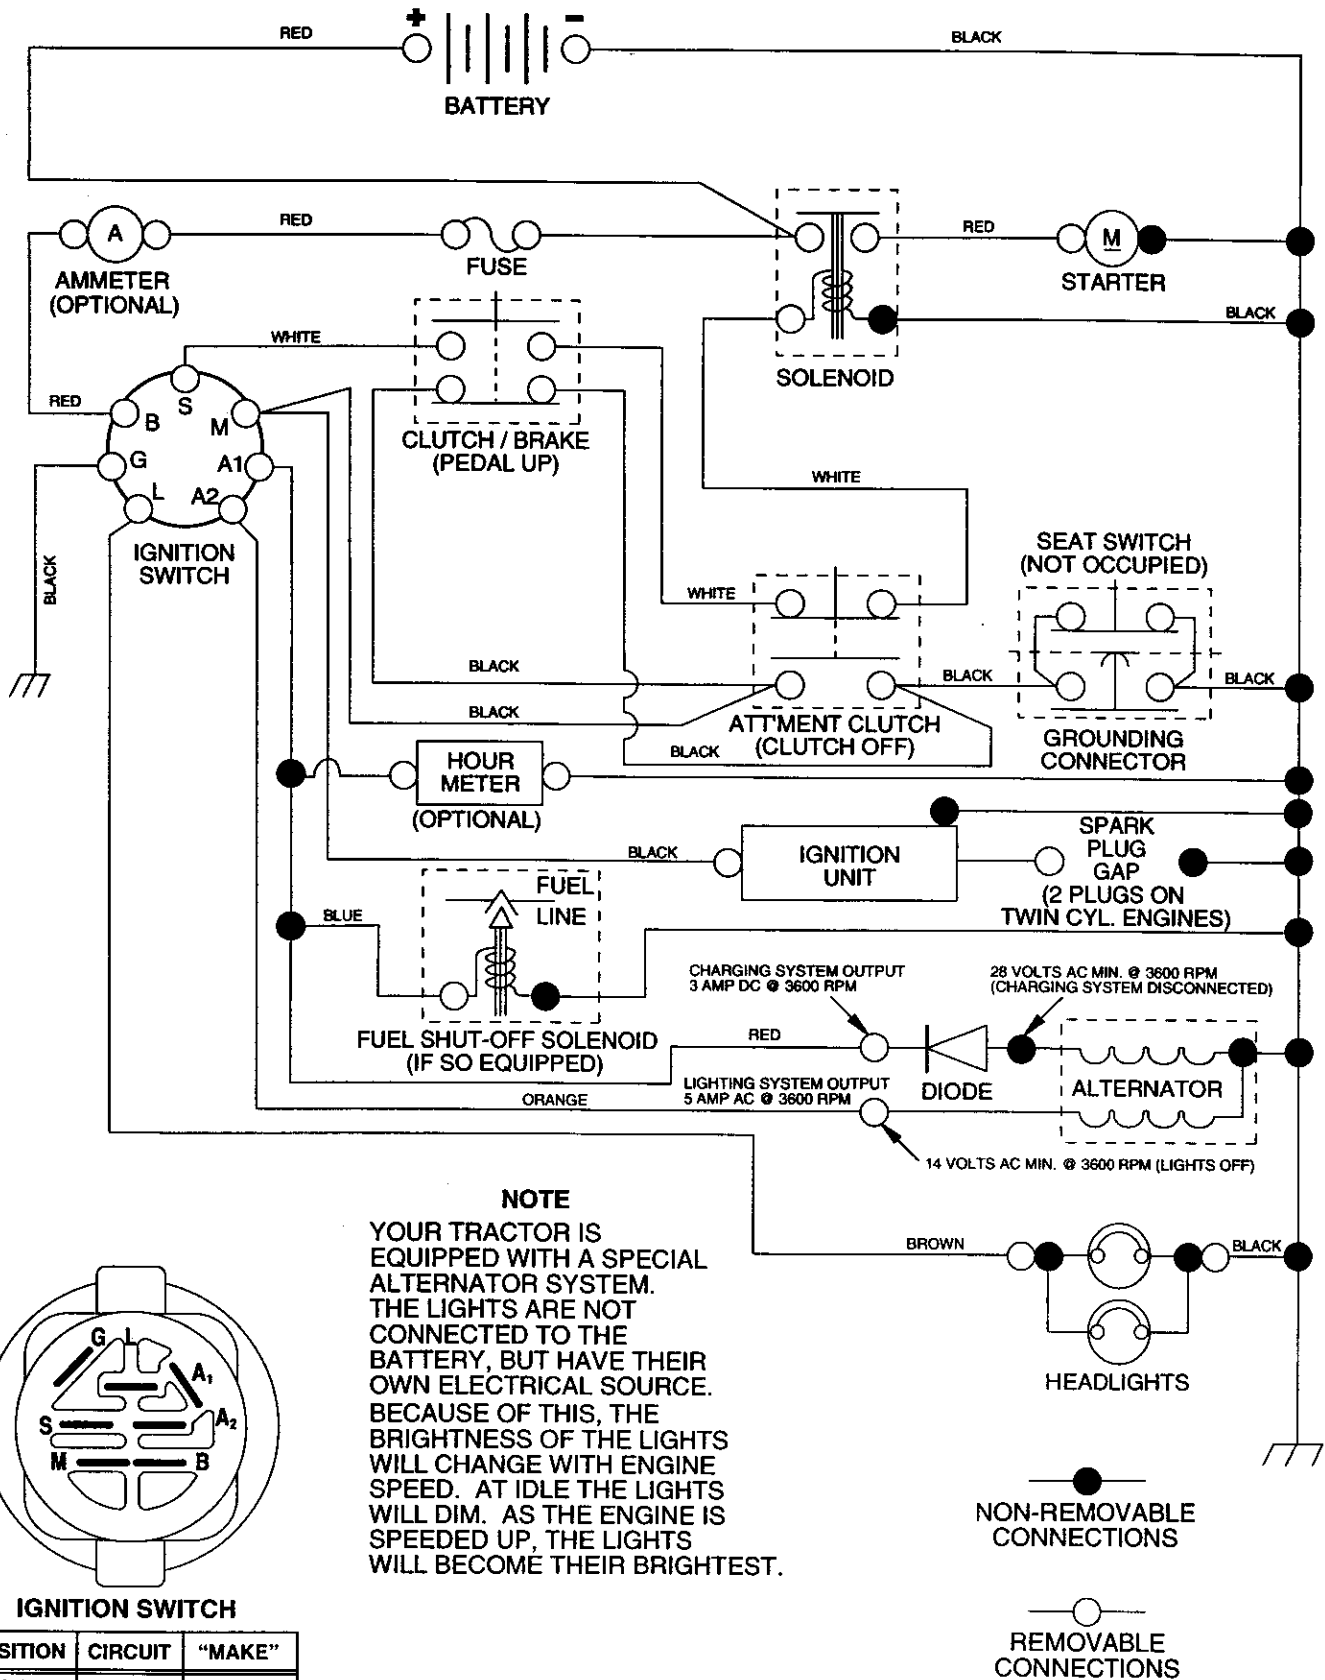 + -
RED
BLACK
BATTERY
A
RED
FUSE
RED
M
STARTER
AMMETER
(OPTIONAL)
WHITE
BLACK
SOLENOID
RED
S
B
M
G
A1
L
A2
CLUTCH / BRAKE
(PEDAL UP)
IGNITION
SWITCH
BLACK
WHITE
SEAT SWITCH
(NOT OCCUPIED)
WHITE
BLACK
BLACK
BLACK
BLACK
ATT'MENT CLUTCH
(CLUTCH OFF)
BLACK
GROUNDING
CONNECTOR
HOUR
METER
(OPTIONAL)
BLACK
IGNITION
UNIT
SPARK
PLUG
GAP
(2 PLUGS ON
TWIN CYL. ENGINES)
FUEL
LINE
BLUE
FUEL SHUT-OFF SOLENOID
(IF SO EQUIPPED)
CHARGING SYSTEM OUTPUT
3 AMP DC @ 3600 RPM
28 VOLTS AC MIN. @ 3600 RPM
(CHARGING SYSTEM DISCONNECTED)
RED
DIODE
ALTERNATOR
LIGHTING SYSTEM OUTPUT
5 AMP AC @ 3600 RPM
ORANGE
14 VOLTS AC MIN. @ 3600 RPM (LIGHTS OFF)
NOTE
YOUR TRACTOR IS
EQUIPPED WITH A SPECIAL
ALTERNATOR SYSTEM.
THE LIGHTS ARE NOT
CONNECTED TO THE
BATTERY, BUT HAVE THEIR
OWN ELECTRICAL SOURCE.
BECAUSE OF THIS, THE
BRIGHTNESS OF THE LIGHTS
WILL CHANGE WITH ENGINE
SPEED. AT IDLE THE LIGHTS
WILL DIM. AS THE ENGINE IS
SPEEDED UP, THE LIGHTS
WILL BECOME THEIR BRIGHTEST.
BROWN
BLACK
HEADLIGHTS
G L
A1
S
A2
M
B
IGNITION SWITCH
SITION CIRCUIT "MAKE"
NON-REMOVABLE
CONNECTIONS
REMOVABLE
CONNECTIONS